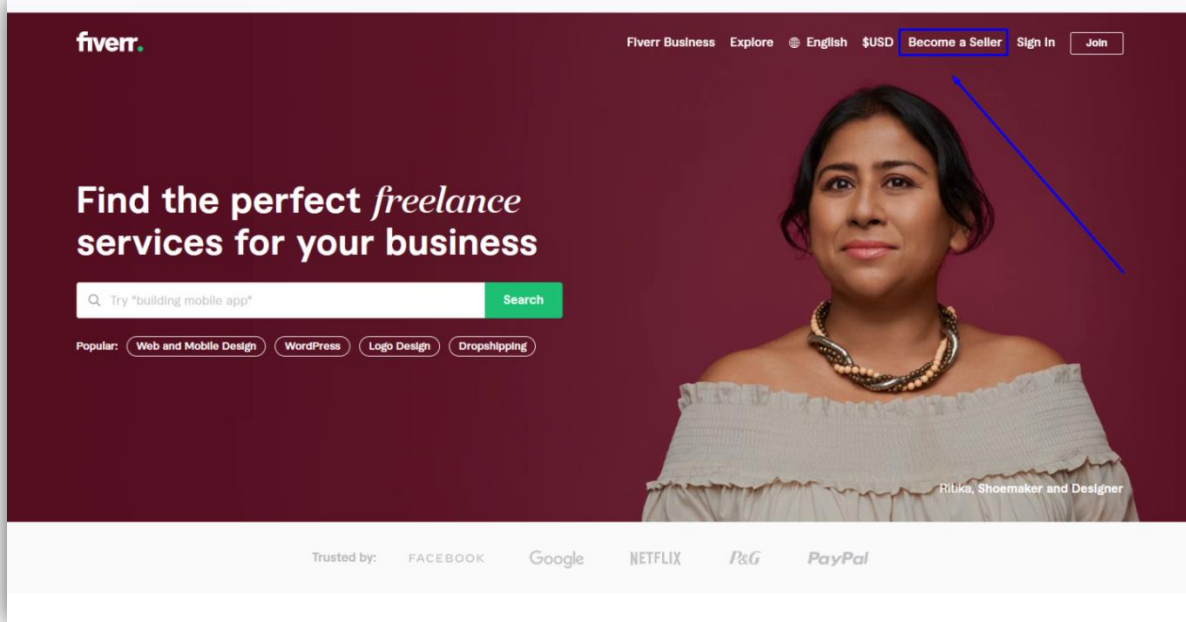 fiverr.
Fiverr Business Explore English $USD Become a Seller Sign In Join
Find the perfect freelance
services for your business
Try "building mobile app" Search
Popular: Web and Mobile Design WordPress Logo Design Dropshipping
Ritika, Shoemaker and Designer
Trusted by: FACEBOOK Google NETFLIX P&G PayPal